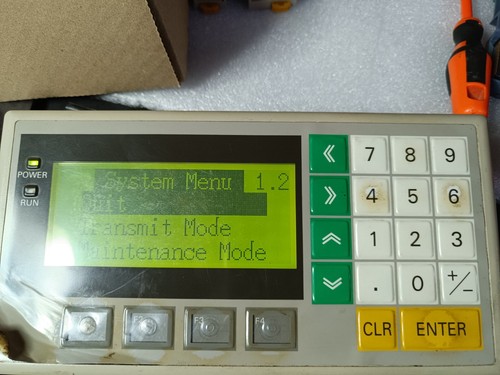 POWER
RUN
System Menu 1.2
Transmit Mode
Maintenance Mode
F3
F4
《 7 8 9
》 4 5 6
1 2 3
. 0 +/-
CLR ENTER